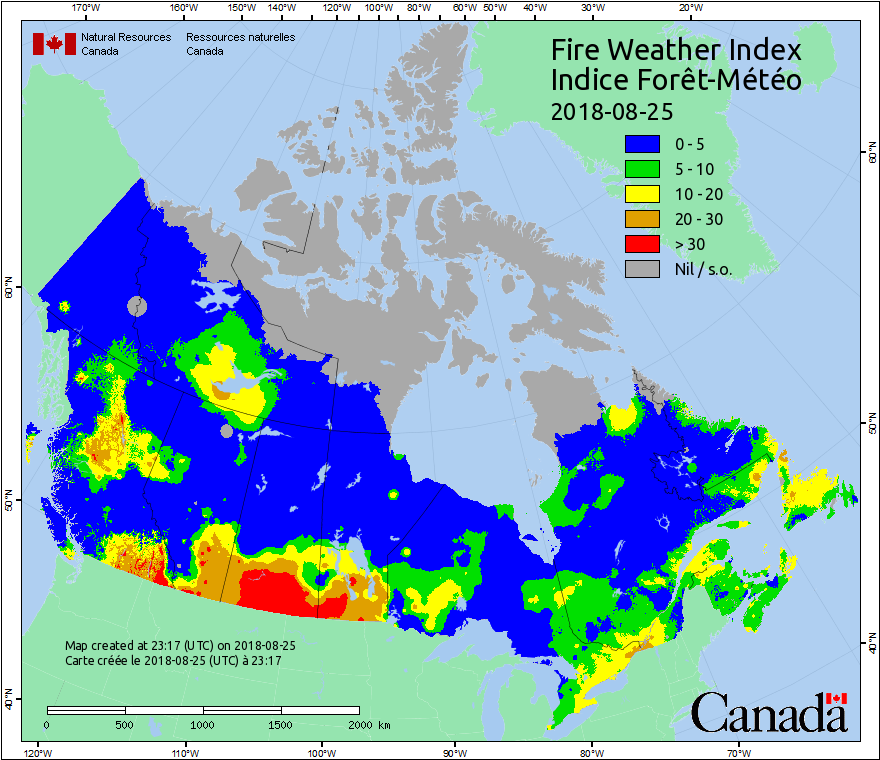 170°W 160°W 150°W 140°W 130°W 120°W 110°W 100°W 90°W 80°W 70°W 60°W 50°W 40°W 30°W 20°W
Natural Resources Canada
Ressources naturelles Canada
Fire Weather Index
Indice Forêt-Météo
2018-08-25
0 - 5
5 - 10
10 - 20
20 - 30
> 30
Nil / s.o.
60°N
60°N
50°N
50°N
40°N
40°N
Map created at 23:17 (UTC) on 2018-08-25
Carte créée le 2018-08-25 (UTC) à 23:17
0 500 1000 1500 2000 km
Canada
120°W 110°W 100°W 90°W 80°W 70°W